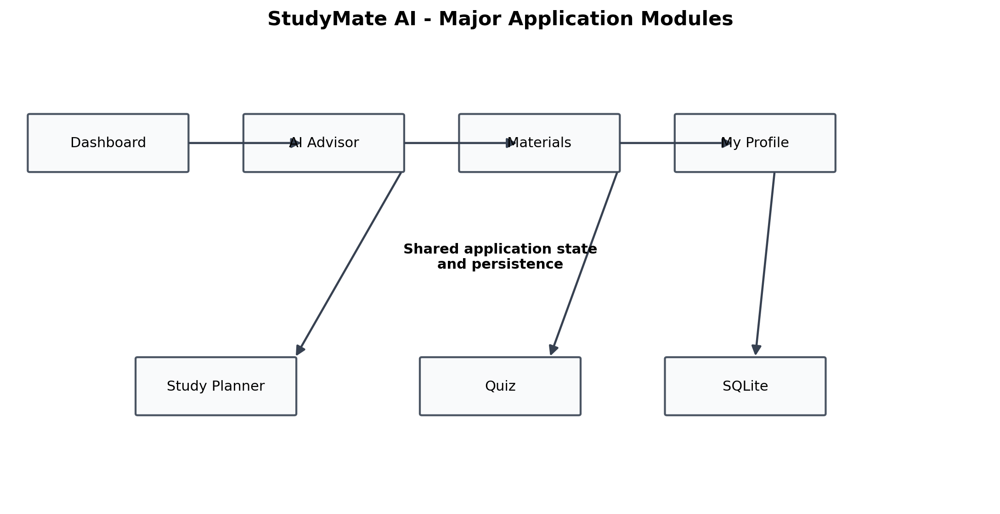 StudyMate AI - Major Application Modules
Dashboard
AI Advisor
Materials
My Profile
Shared application state
and persistence
Study Planner
Quiz
SQLite